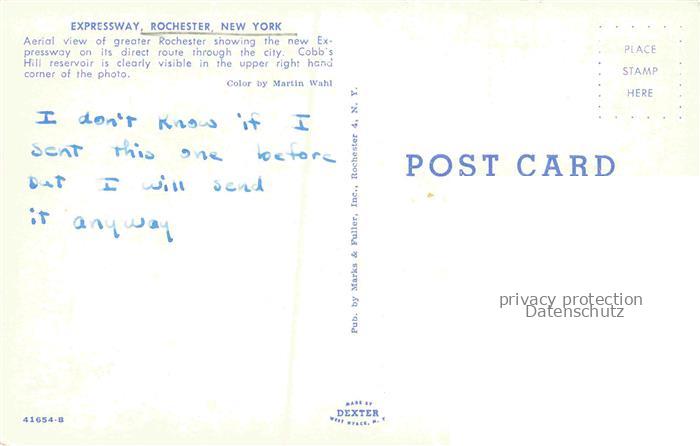 EXPRESSWAY, ROCHESTER, NEW YORK
Aerial view of greater Rochester showing the new Ex-
pressway on its direct route through the city. Cobb's
Hill reservoir is clearly visible in the upper right hand
corner of the photo.
Color by Martin Wahl
I don't know if I
sent this one before
but I will send
it anyway
41654-B
Pub. by Marks & Fuller, Inc., Rochester 4, N. Y.
MADE BY
DEXTER
WEST NYACK, N. Y.
PLACE
STAMP
HERE
POST CARD
privacy protection
Datenschutz